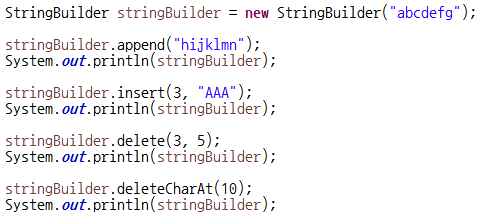 StringBuilder stringBuilder = new StringBuilder("abcdefg");
stringBuilder.append("hijklmn");
System.out.println(stringBuilder);
stringBuilder.insert(3, "AAA");
System.out.println(stringBuilder);
stringBuilder.delete(3, 5);
System.out.println(stringBuilder);
stringBuilder.deleteCharAt(10);
System.out.println(stringBuilder);